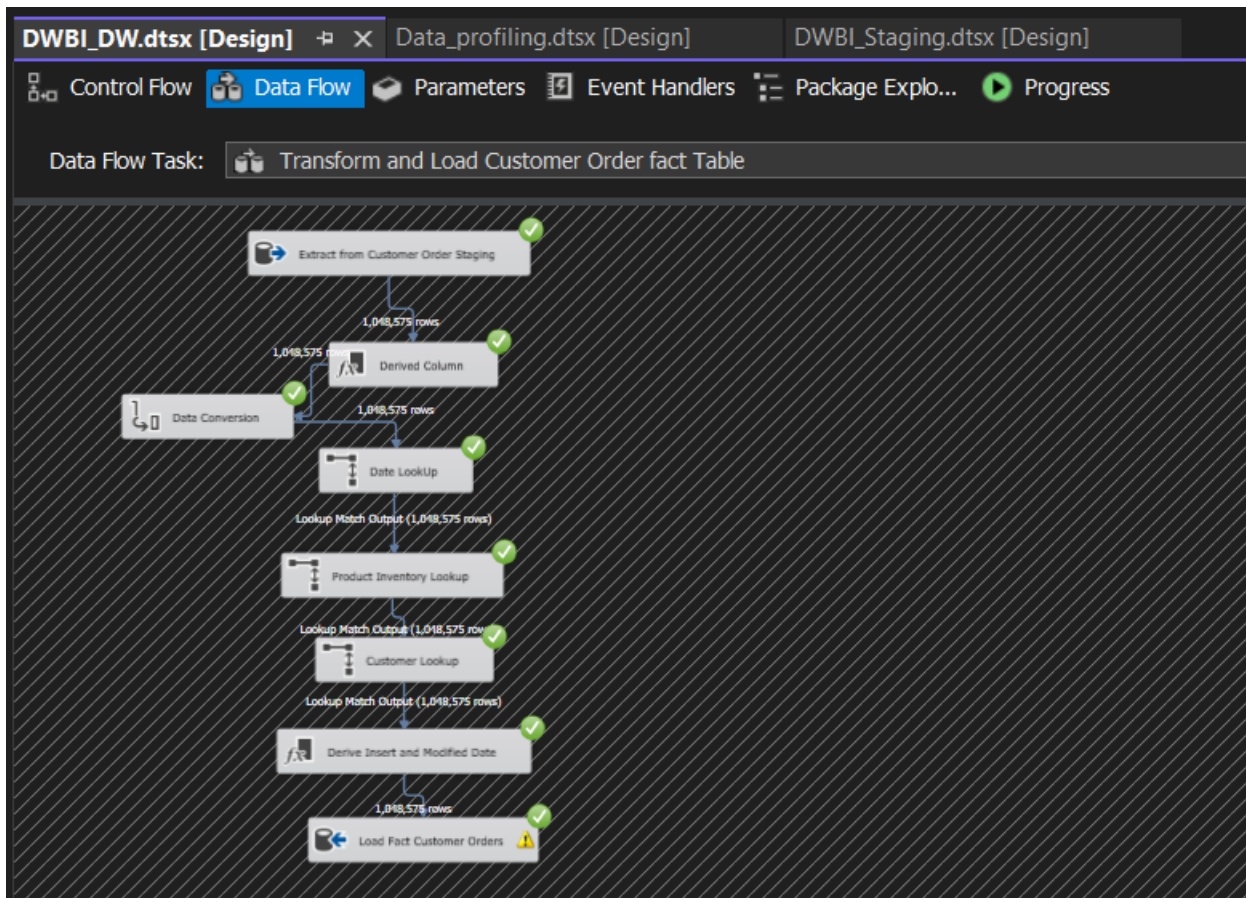 DWBI_DW.dtsx [Design] Data_profiling.dtsx [Design] DWBI_Staging.dtsx [Design]
Control Flow Data Flow Parameters Event Handlers Package Explo... Progress
Data Flow Task: Transform and Load Customer Order fact Table
Extract from Customer Order Staging
1,048,575 rows
1,048,575 rows
Derived Column
Data Conversion
1,048,575 rows
Date LookUp
Lookup Match Output (1,048,575 rows)
Product Inventory Lookup
Lookup Match Output (1,048,575 row
Customer Lookup
Lookup Match Output (1,048,575 rows)
Derive Insert and Modified Date
1,048,575 rows
Load Fact Customer Orders